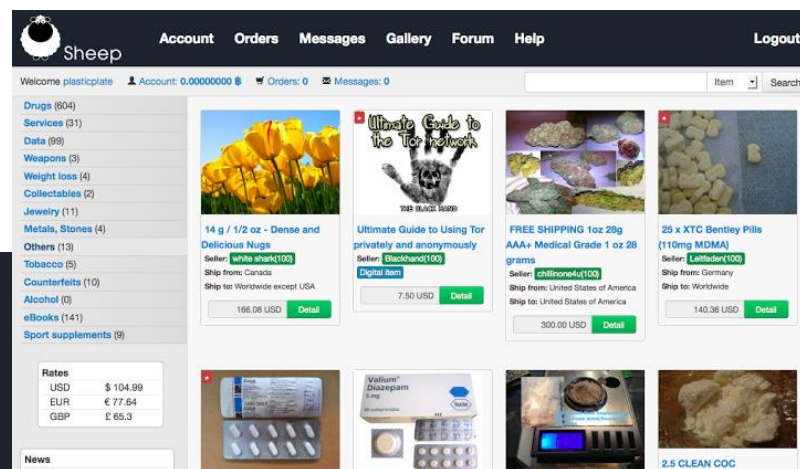 Sheep
Account Orders Messages Gallery Forum Help Logout
Welcome plasticplate Account: 0.00000000 ฿ Orders: 0 Messages: 0 Item Search
Drugs (604)
Services (31)
Data (99)
Weapons (3)
Weight loss (4)
Collectables (2)
Jewelry (11)
Metals, Stones (4)
Others (13)
Tobacco (5)
Counterfeits (10)
Alcohol (0)
eBooks (141)
Sport supplements (9)
Rates
USD $ 104.99
EUR € 77.64
GBP £ 65.3
News
14 g / 1/2 oz - Dense and
Delicious Nugs
Seller: white shark(100)
Ship from: Canada
Ship to: Worldwide except USA
166.08 USD Detail
Ultimate Guide to
the Tor network
THE BLACK HAND
Ultimate Guide to Using Tor
privately and anonymously
Seller: Blackhand(100)
Digital item
7.50 USD Detail
FREE SHIPPING 1oz 28g
AAA+ Medical Grade 1 oz 28
grams
Seller: chillinone4u(100)
Ship from: United States of America
Ship to: United States of America
300.00 USD Detail
25 x XTC Bentley Pills
(110mg MDMA)
Seller: Leitfaden(100)
Ship from: Germany
Ship to: Worldwide
140.36 USD Detail
Valium
Diazepam
5 mg
Roche
2.5 CLEAN COC